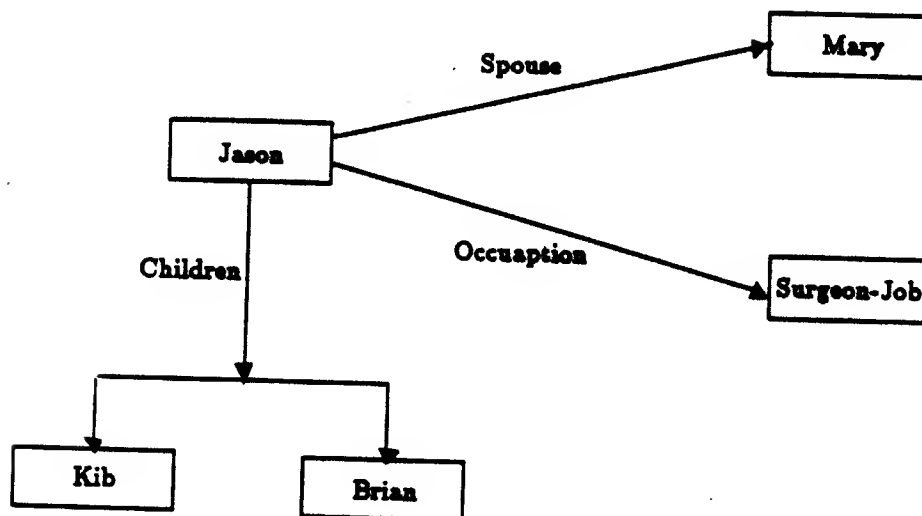 Mary
Spouse
Jason
Occuaption
Children
Surgeon-Job
Kib
Brian